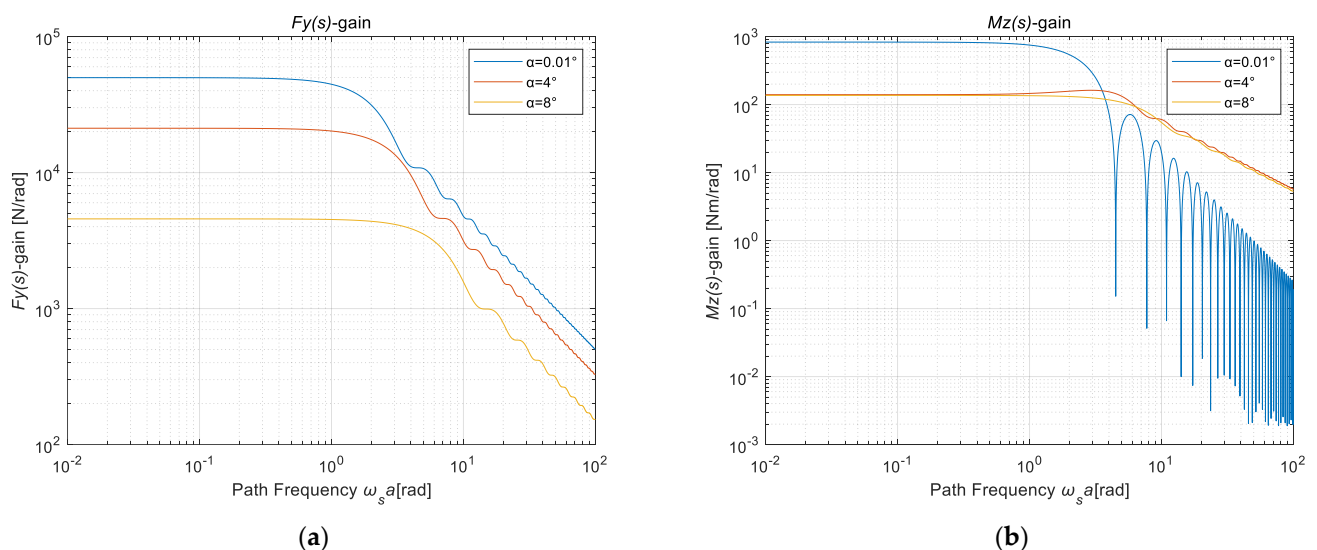 Fy(s)-gain
10^5
10^4
10^3
10^2
Fy(s)-gain [N/rad]
α=0.01°
α=4°
α=8°
10^-2 10^-1 10^0 10^1 10^2
Path Frequency ω_s a[rad]
(a)
Mz(s)-gain
10^3
10^2
10^1
10^0
10^-1
10^-2
10^-3
Mz(s)-gain [Nm/rad]
α=0.01°
α=4°
α=8°
10^-2 10^-1 10^0 10^1 10^2
Path Frequency ω_s a[rad]
(b)